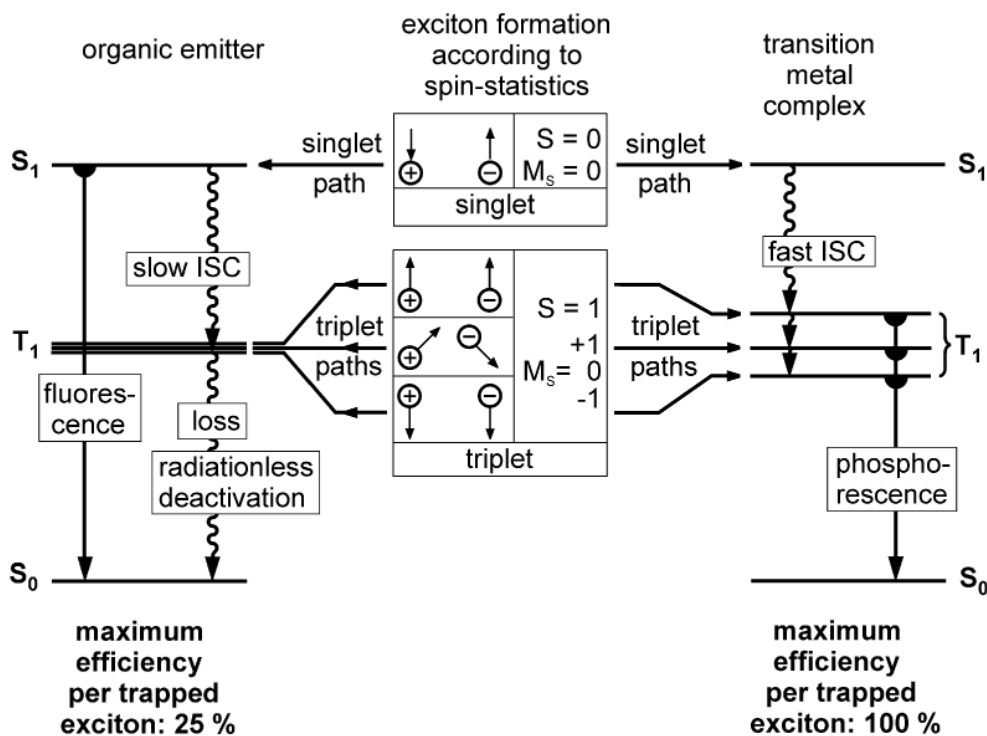 organic emitter
exciton formation
according to
spin-statistics
transition
metal
complex
S₁
singlet
path
↓ ↑
+ −
S = 0
Mₛ = 0
singlet
singlet
path
S₁
slow ISC
fast ISC
T₁
triplet
paths
+ −
+ −
+ −
S = 1
+1
Mₛ= 0
-1
triplet
triplet
paths
T₁
fluores-
cence
loss
radiationless
deactivation
phospho-
rescence
S₀
S₀
maximum
efficiency
per trapped
exciton: 25 %
maximum
efficiency
per trapped
exciton: 100 %